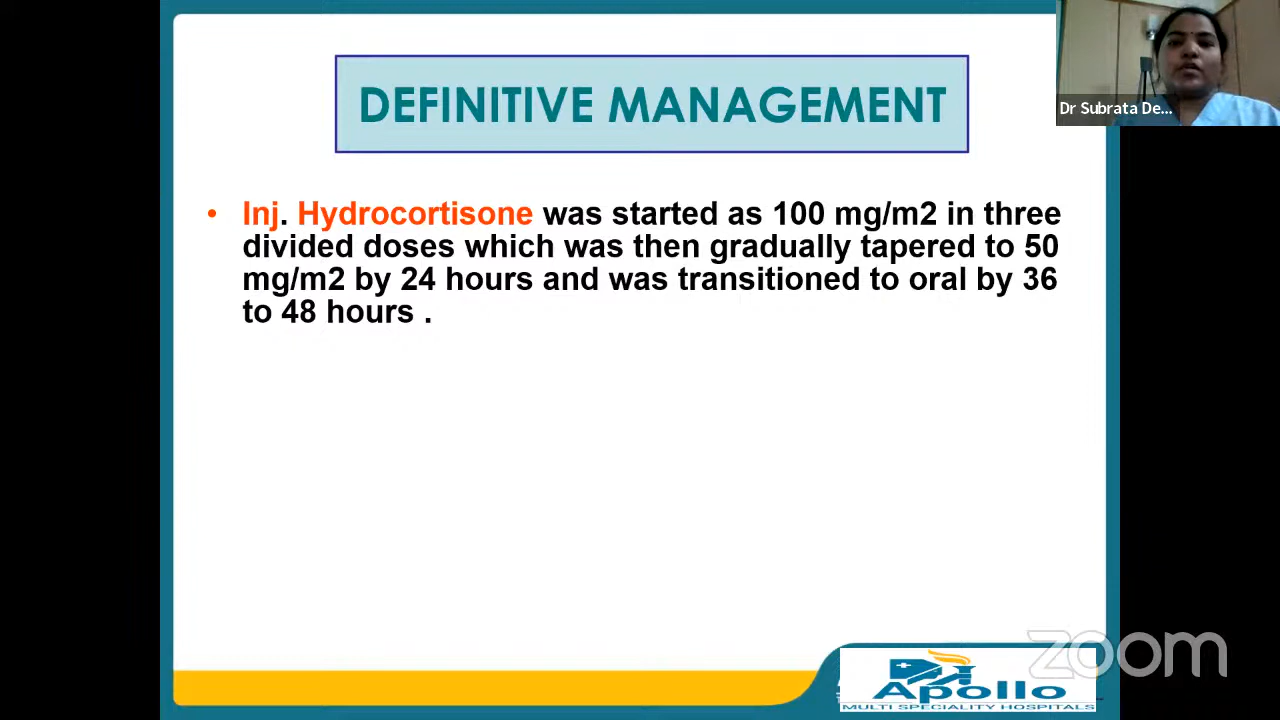 DEFINITIVE MANAGEMENT
Dr Subrata De...
• Inj. Hydrocortisone was started as 100 mg/m2 in three
divided doses which was then gradually tapered to 50
mg/m2 by 24 hours and was transitioned to oral by 36
to 48 hours .
zoom
Apollo
MULTI SPECIALITY HOSPITALS